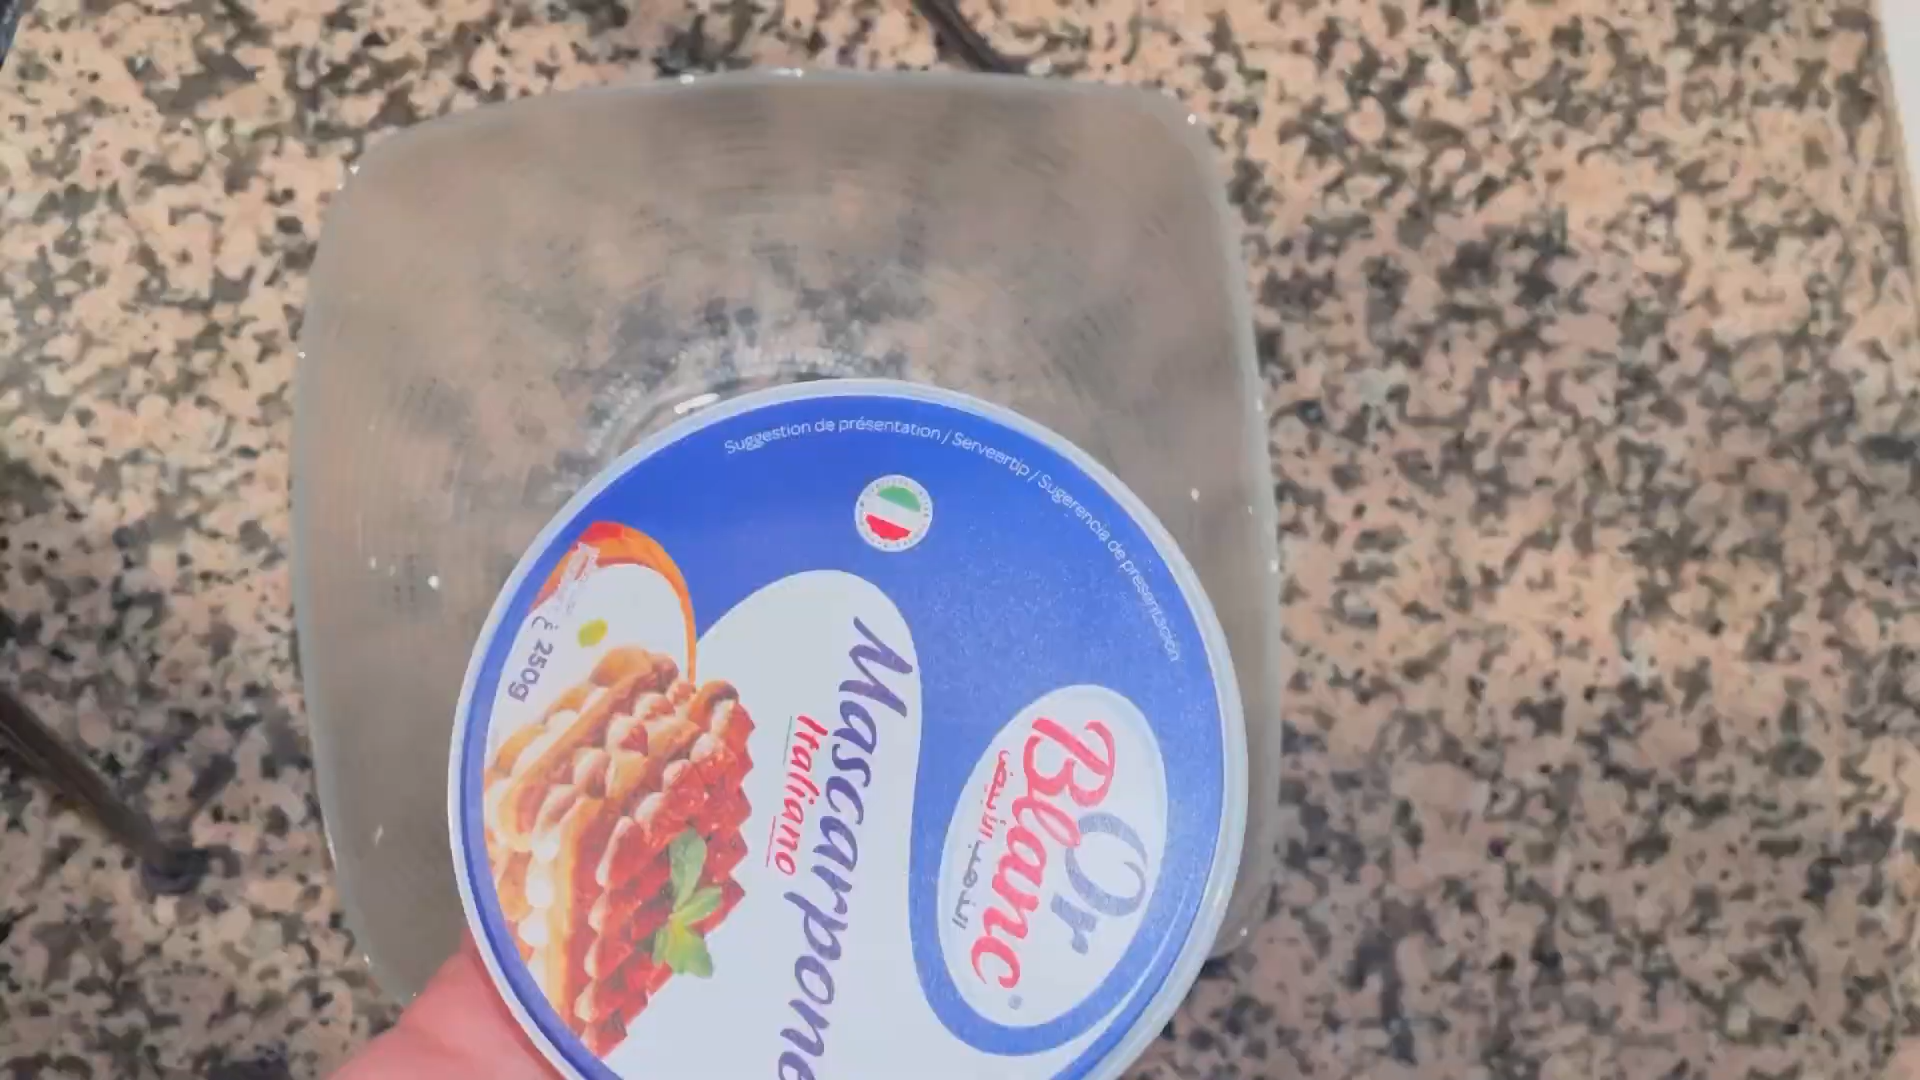 Suggestion de présentation / Serveertip / Sugerencia de presentación
Or
Blanc
الذهب الأبيض
®
Mascarpone
Italiano
è 250g